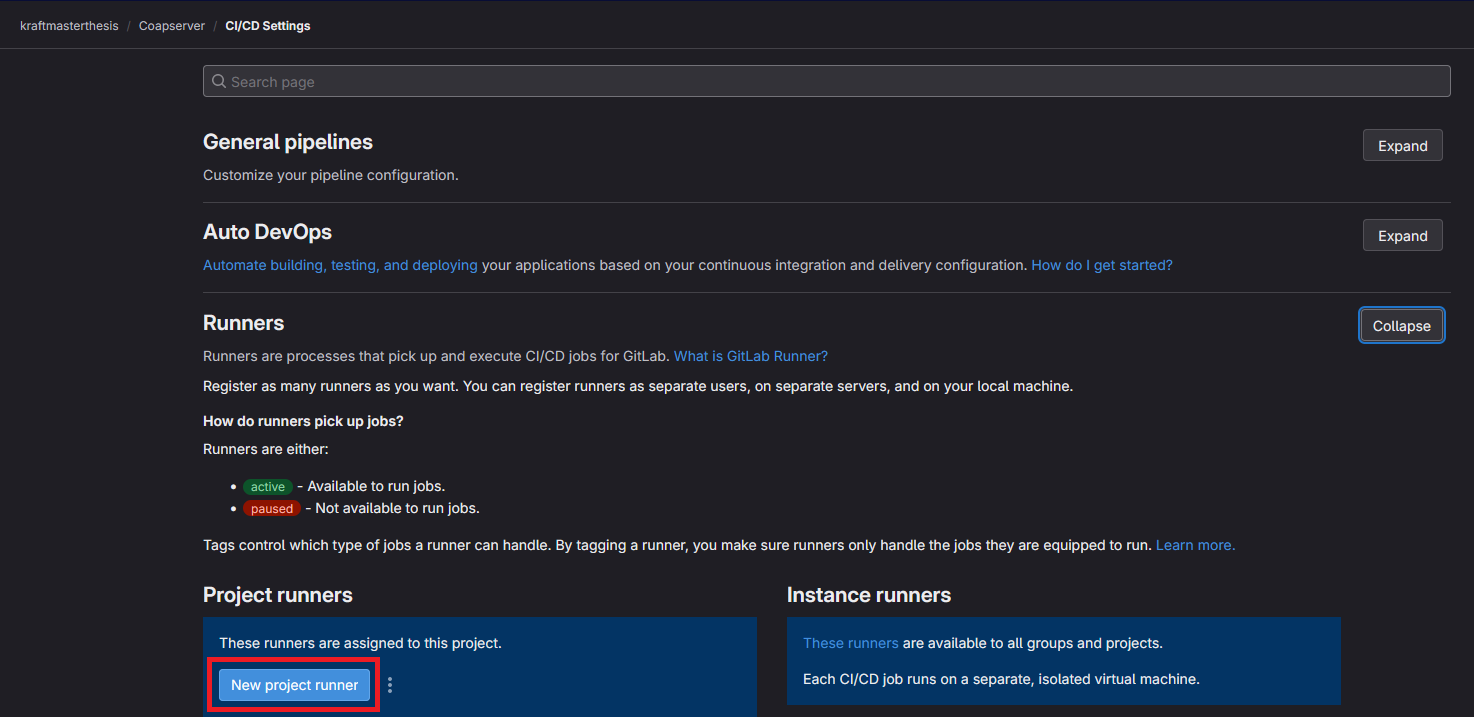 kraftmasterthesis / Coapserver / CI/CD Settings
Search page
General pipelines
Expand
Customize your pipeline configuration.
Auto DevOps
Expand
Automate building, testing, and deploying your applications based on your continuous integration and delivery configuration. How do I get started?
Runners
Collapse
Runners are processes that pick up and execute CI/CD jobs for GitLab. What is GitLab Runner?
Register as many runners as you want. You can register runners as separate users, on separate servers, and on your local machine.
How do runners pick up jobs?
Runners are either:
• active - Available to run jobs.
• paused - Not available to run jobs.
Tags control which type of jobs a runner can handle. By tagging a runner, you make sure runners only handle the jobs they are equipped to run. Learn more.
Project runners
These runners are assigned to this project.
New project runner
Instance runners
These runners are available to all groups and projects.
Each CI/CD job runs on a separate, isolated virtual machine.